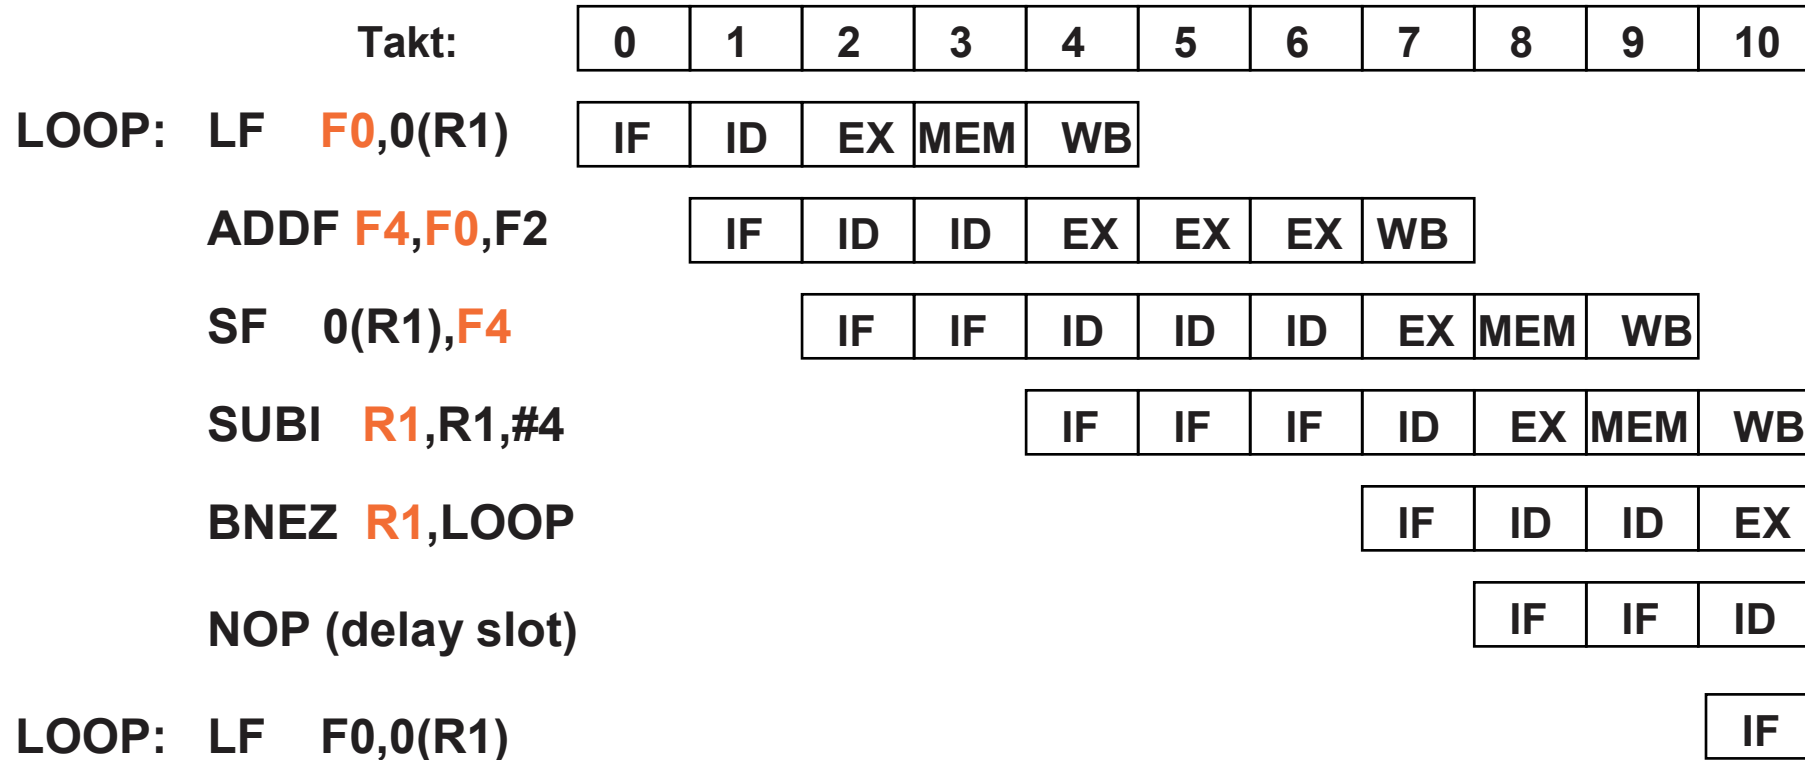 Takt: 0 1 2 3 4 5 6 7 8 9 10
LOOP: LF F0,0(R1) IF ID EX MEM WB
ADDF F4,F0,F2 IF ID ID EX EX EX WB
SF 0(R1),F4 IF IF ID ID ID EX MEM WB
SUBI R1,R1,#4 IF IF IF ID EX MEM WB
BNEZ R1,LOOP IF ID ID EX
NOP (delay slot) IF IF ID
LOOP: LF F0,0(R1) IF